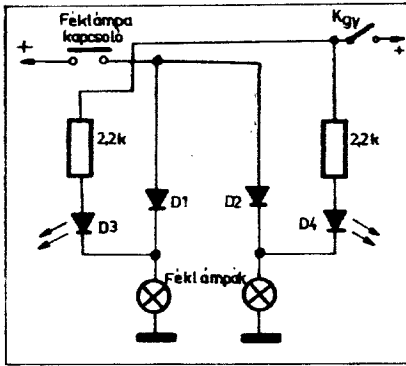 Féklámpa
kapcsoló
Kgy
+
+
2,2k
2,2k
D1
D2
D3
D4
Féklámpák